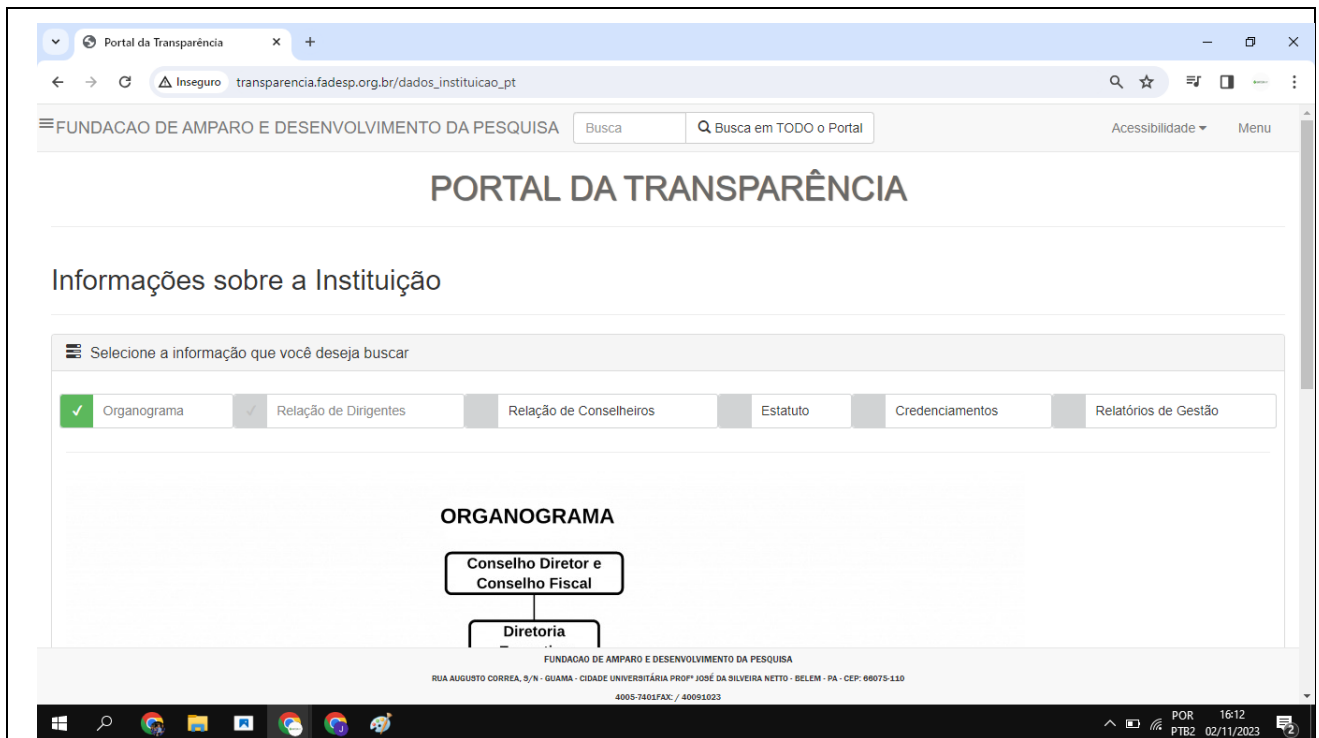 Portal da Transparência
Inseguro transparencia.fadesp.org.br/dados_instituicao_pt
FUNDACAO DE AMPARO E DESENVOLVIMENTO DA PESQUISA Busca Busca em TODO o Portal Acessibilidade Menu
PORTAL DA TRANSPARÊNCIA
Informações sobre a Instituição
Selecione a informação que você deseja buscar
Organograma Relação de Dirigentes Relação de Conselheiros Estatuto Credenciamentos Relatórios de Gestão
ORGANOGRAMA
Conselho Diretor e
Conselho Fiscal
Diretoria
FUNDACAO DE AMPARO E DESENVOLVIMENTO DA PESQUISA
RUA AUGUSTO CORREA, S/N - GUAMA - CIDADE UNIVERSITÁRIA PROFº JOSÉ DA SILVEIRA NETTO - BELEM - PA - CEP: 66075-110
4005-7401FAX: / 40091023
POR 16:12
PTB2 02/11/2023 2